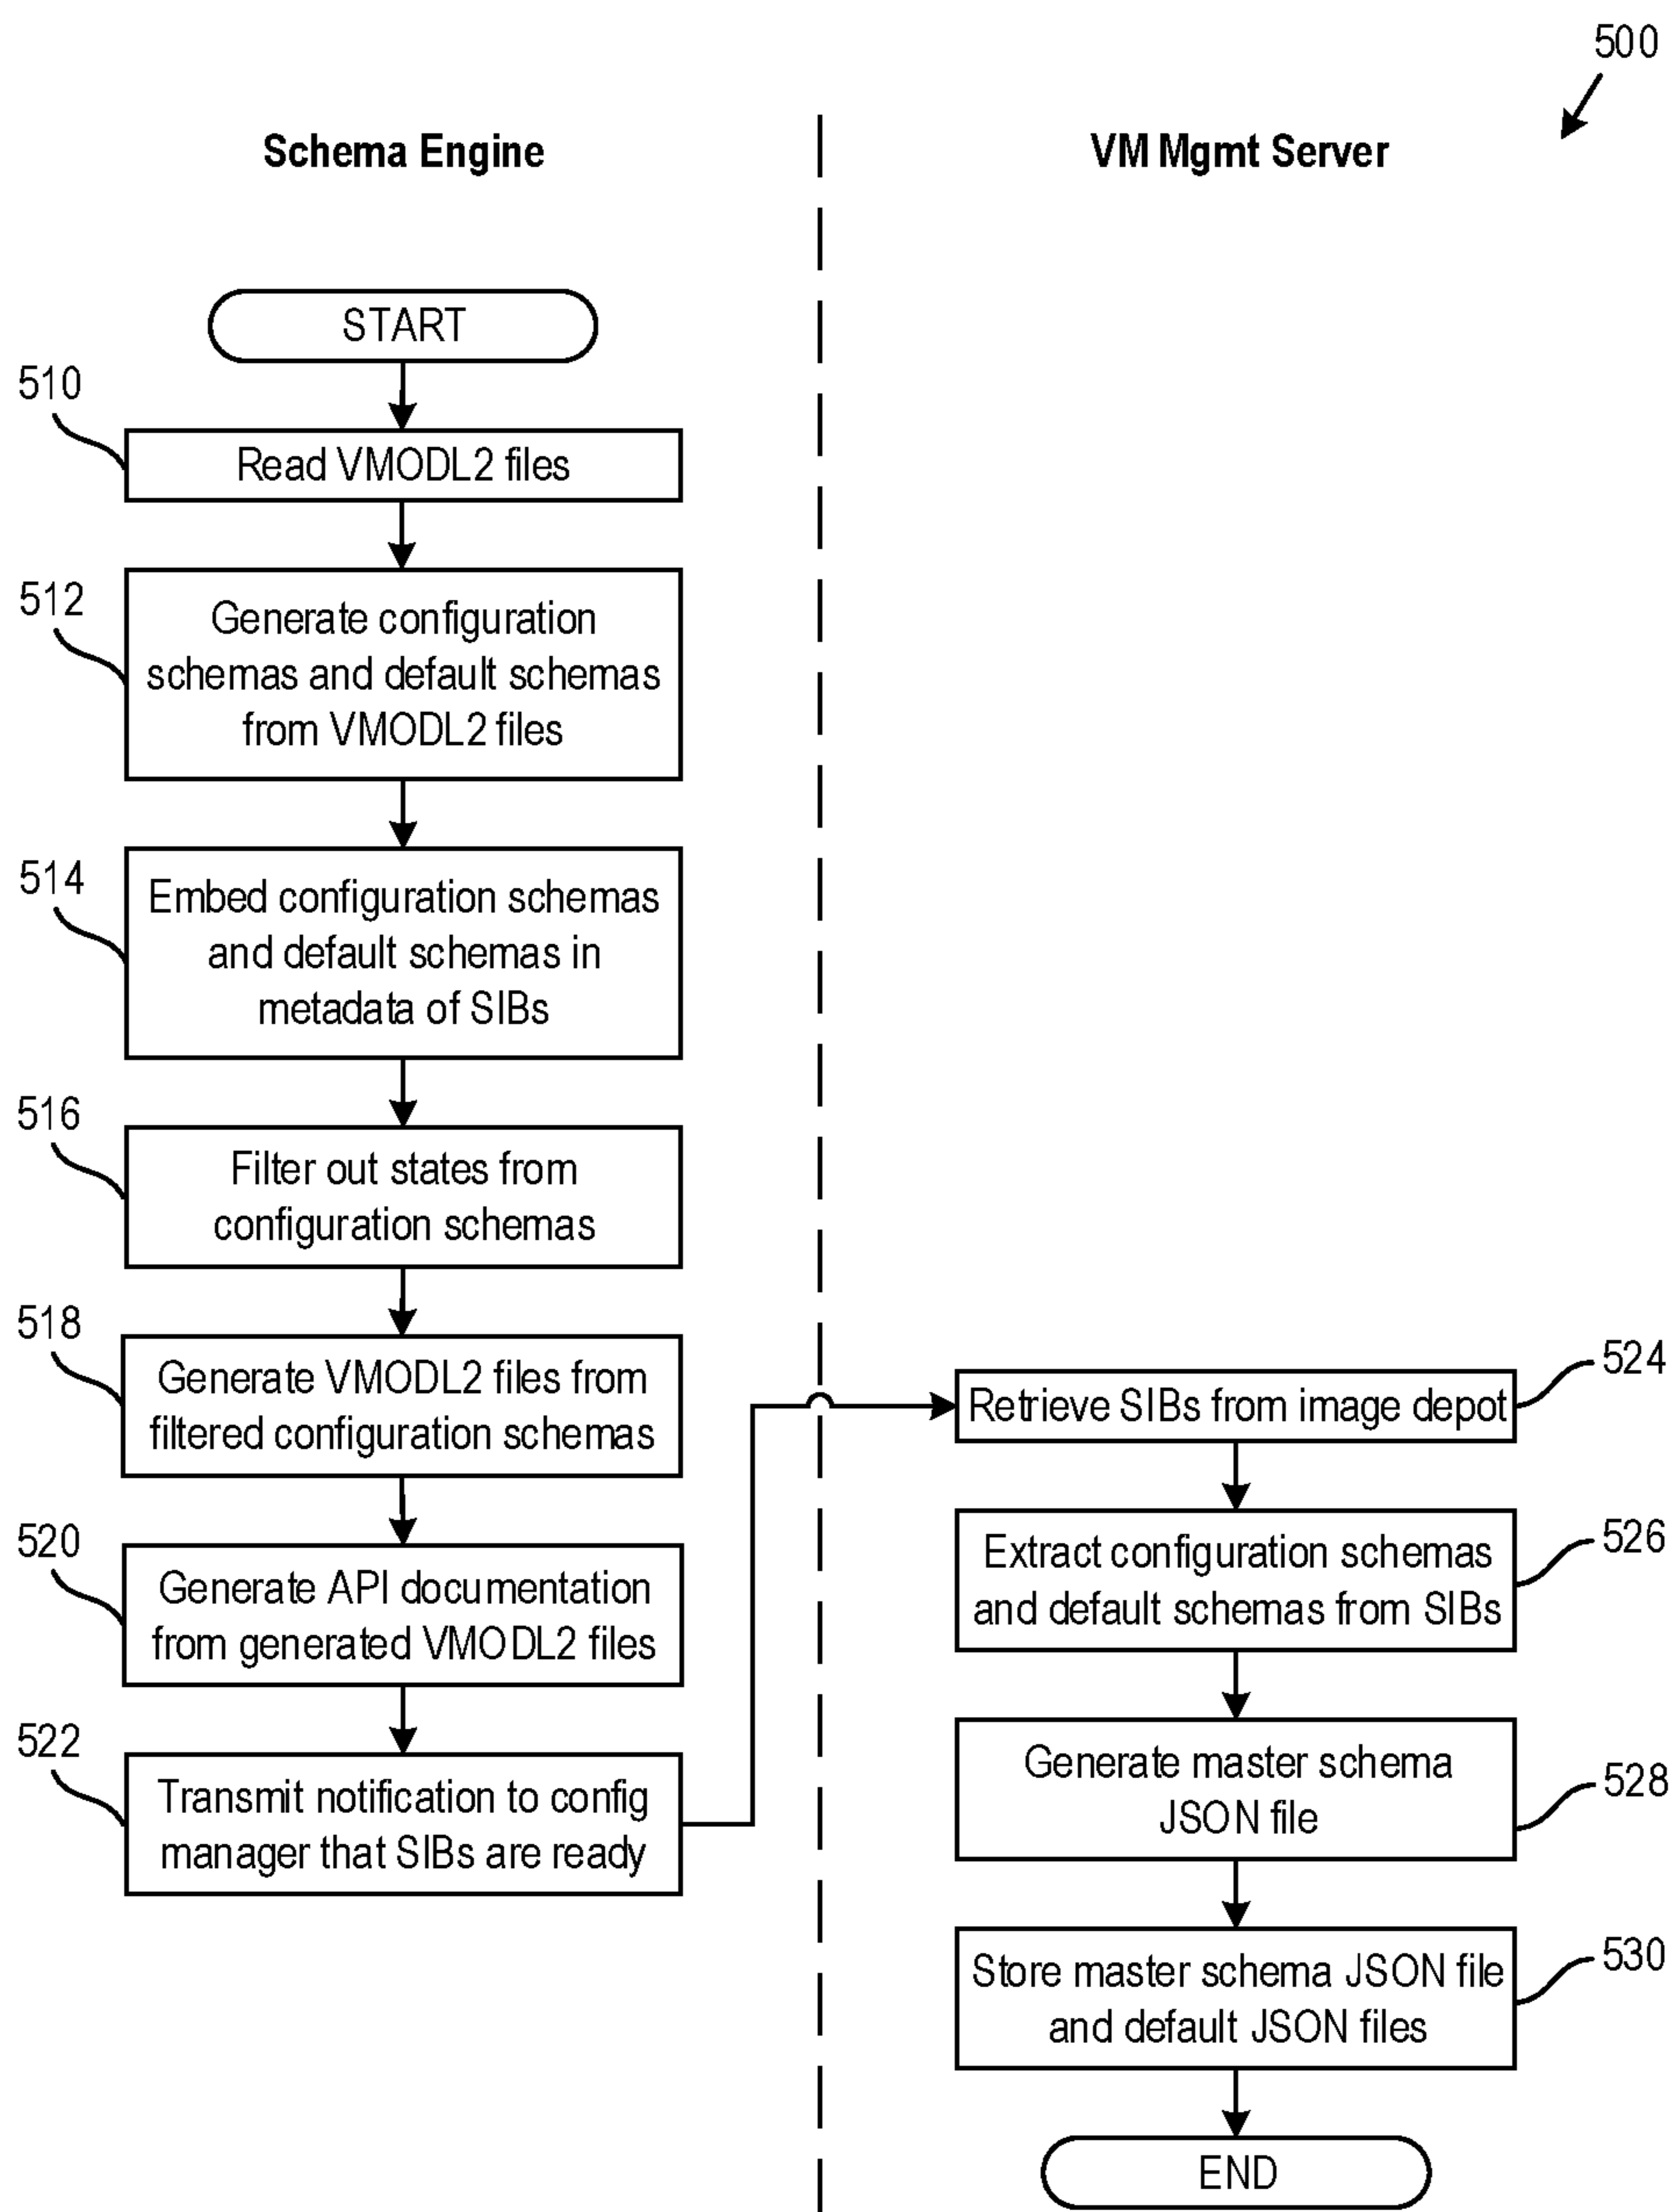 500
Schema Engine
VM Mgmt Server
START
510
Read VMODL2 files
512
Generate configuration
schemas and default schemas
from VMODL2 files
514
Embed configuration schemas
and default schemas in
metadata of SIBs
516
Filter out states from
configuration schemas
518
Generate VMODL2 files from
filtered configuration schemas
520
Generate API documentation
from generated VMODL2 files
522
Transmit notification to config
manager that SIBs are ready
524
Retrieve SIBs from image depot
526
Extract configuration schemas
and default schemas from SIBs
528
Generate master schema
JSON file
530
Store master schema JSON file
and default JSON files
END